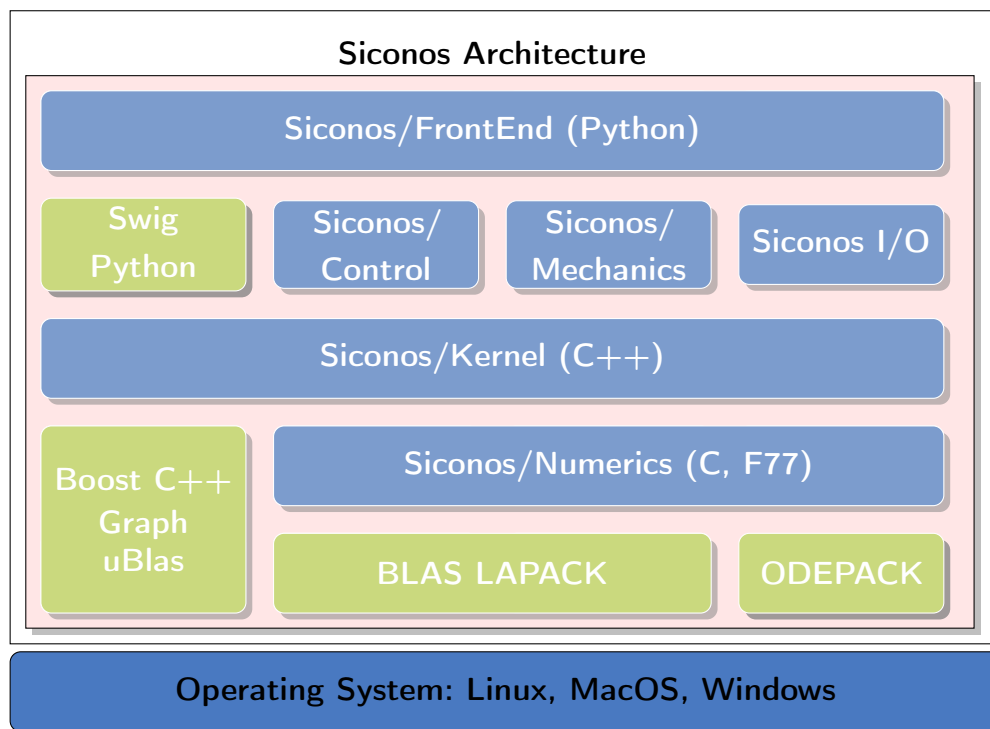 Siconos Architecture
Siconos/FrontEnd (Python)
Swig
Python
Siconos/
Control
Siconos/
Mechanics
Siconos I/O
Siconos/Kernel (C++)
Boost C++
Graph
uBlas
Siconos/Numerics (C, F77)
BLAS LAPACK
ODEPACK
Operating System: Linux, MacOS, Windows